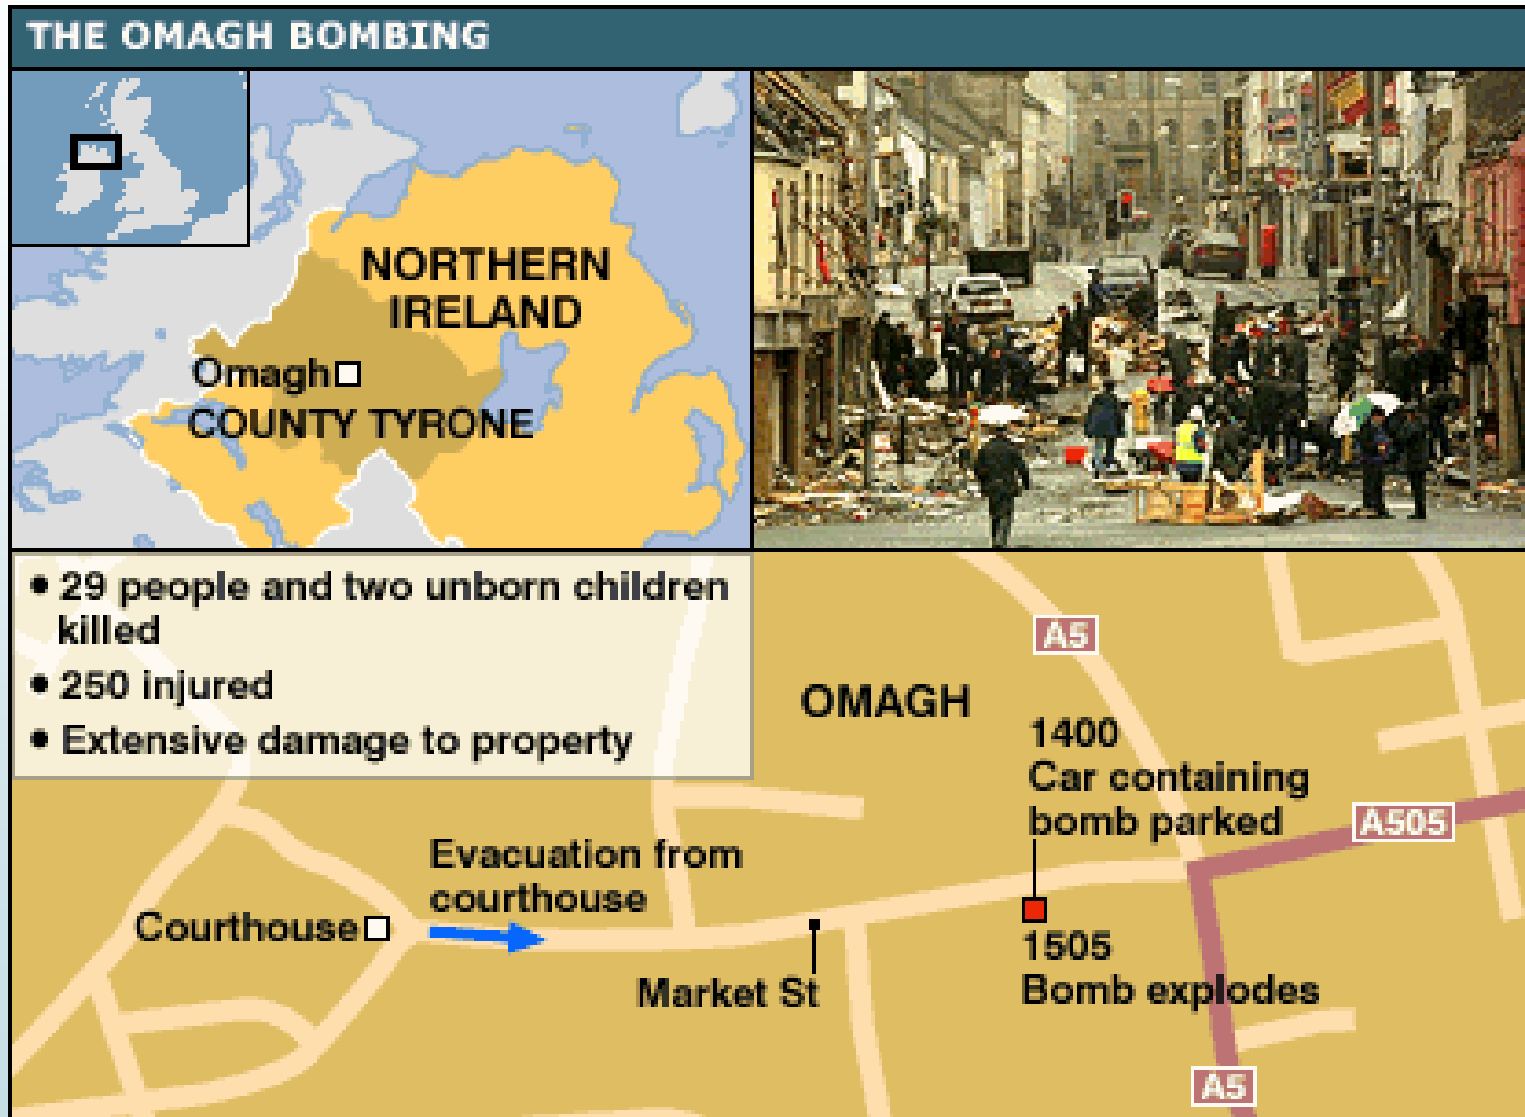 THE OMAGH BOMBING
NORTHERN
IRELAND
Omagh
COUNTY TYRONE
• 29 people and two unborn children
killed
• 250 injured
• Extensive damage to property
A5
OMAGH
1400
Car containing
bomb parked
A505
Evacuation from
courthouse
Courthouse
1505
Bomb explodes
Market St
A5